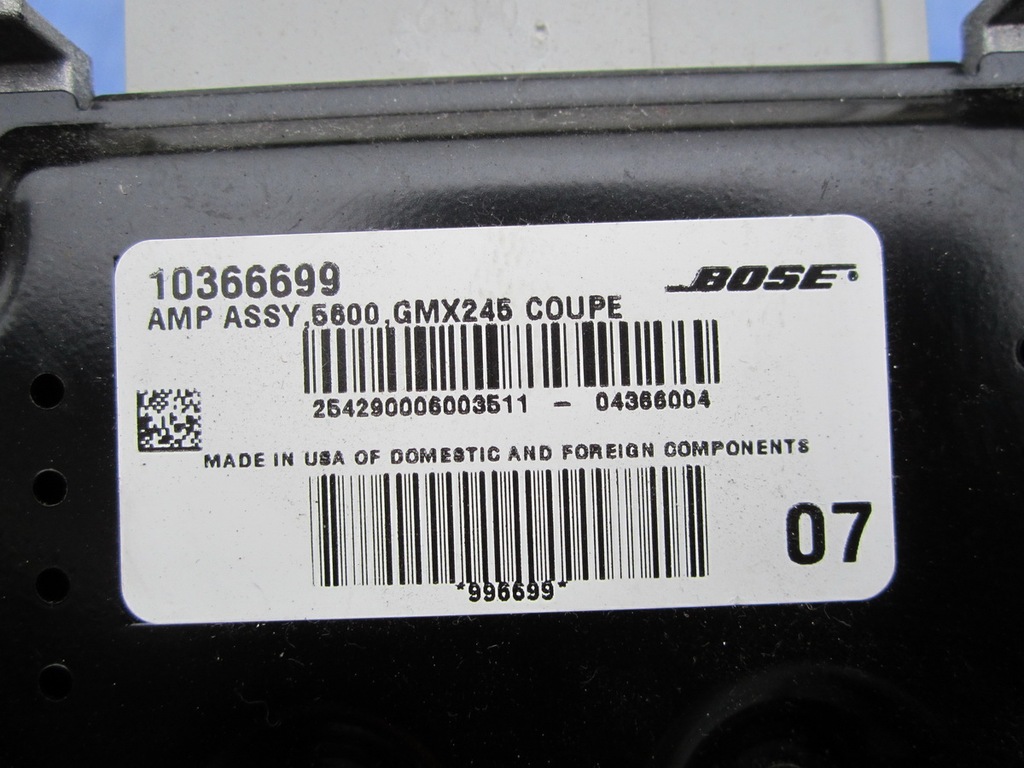 10366699
BOSE®
AMP ASSY,5600,GMX245 COUPE
254290006003511 - 04366004
MADE IN USA OF DOMESTIC AND FOREIGN COMPONENTS
07
*996699*